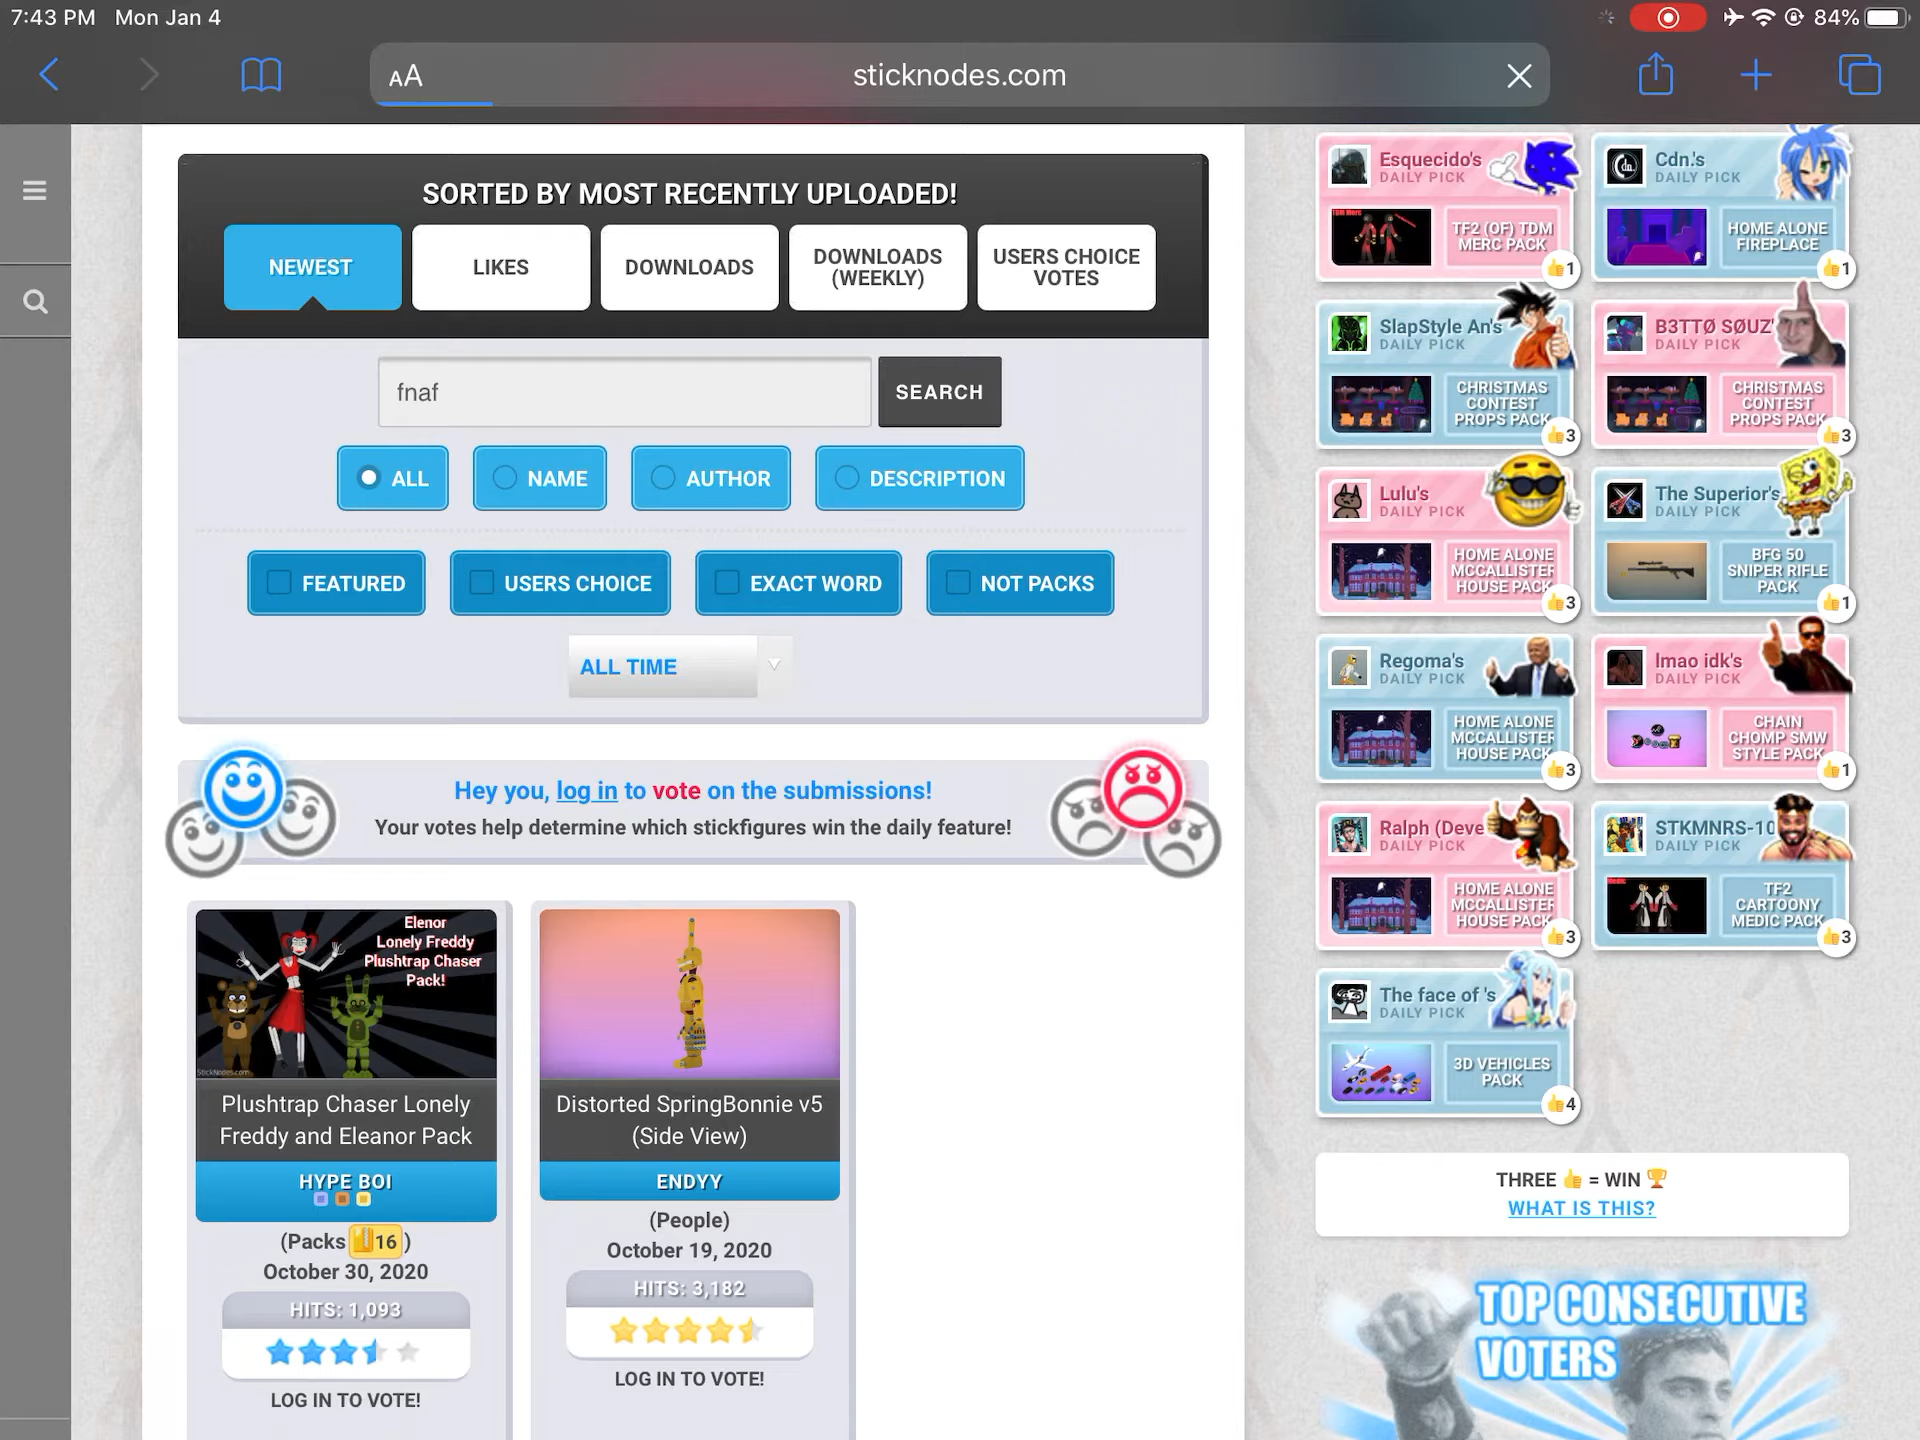 7:43 PM Mon Jan 4
84%
AA
sticknodes.com
SORTED BY MOST RECENTLY UPLOADED!
NEWEST
LIKES
DOWNLOADS
DOWNLOADS
(WEEKLY)
USERS CHOICE
VOTES
fnaf
SEARCH
ALL
NAME
AUTHOR
DESCRIPTION
FEATURED
USERS CHOICE
EXACT WORD
NOT PACKS
ALL TIME
Hey you, log in to vote on the submissions!
Your votes help determine which stickfigures win the daily feature!
Elenor
Lonely Freddy
Plushtrap Chaser
Pack!
StickNodes.com
Plushtrap Chaser Lonely
Freddy and Eleanor Pack
HYPE BOI
(Packs 16 )
October 30, 2020
HITS: 1,093
LOG IN TO VOTE!
Distorted SpringBonnie v5
(Side View)
ENDYY
(People)
October 19, 2020
HITS: 3,182
LOG IN TO VOTE!
Esquecido's
DAILY PICK
TDM Merc
TF2 (OF) TDM
MERC PACK
1
Cdn.'s
DAILY PICK
cdn
HOME ALONE
FIREPLACE
1
SlapStyle An's
DAILY PICK
CHRISTMAS
CONTEST
PROPS PACK
3
B3TTØ SØUZ'
DAILY PICK
CHRISTMAS
CONTEST
PROPS PACK
3
Lulu's
DAILY PICK
HOME ALONE
MCCALLISTER
HOUSE PACK
3
The Superior's
DAILY PICK
BFG 50
SNIPER RIFLE
PACK
1
Regoma's
DAILY PICK
HOME ALONE
MCCALLISTER
HOUSE PACK
3
lmao idk's
DAILY PICK
CHAIN
CHOMP SMW
STYLE PACK
1
Ralph (Deve
DAILY PICK
HOME ALONE
MCCALLISTER
HOUSE PACK
3
STKMNRS-10
DAILY PICK
Medic
TF2
CARTOONY
MEDIC PACK
3
The face of 's
DAILY PICK
3D VEHICLES
PACK
4
THREE 👍 = WIN 🏆
WHAT IS THIS?
TOP CONSECUTIVE
VOTERS